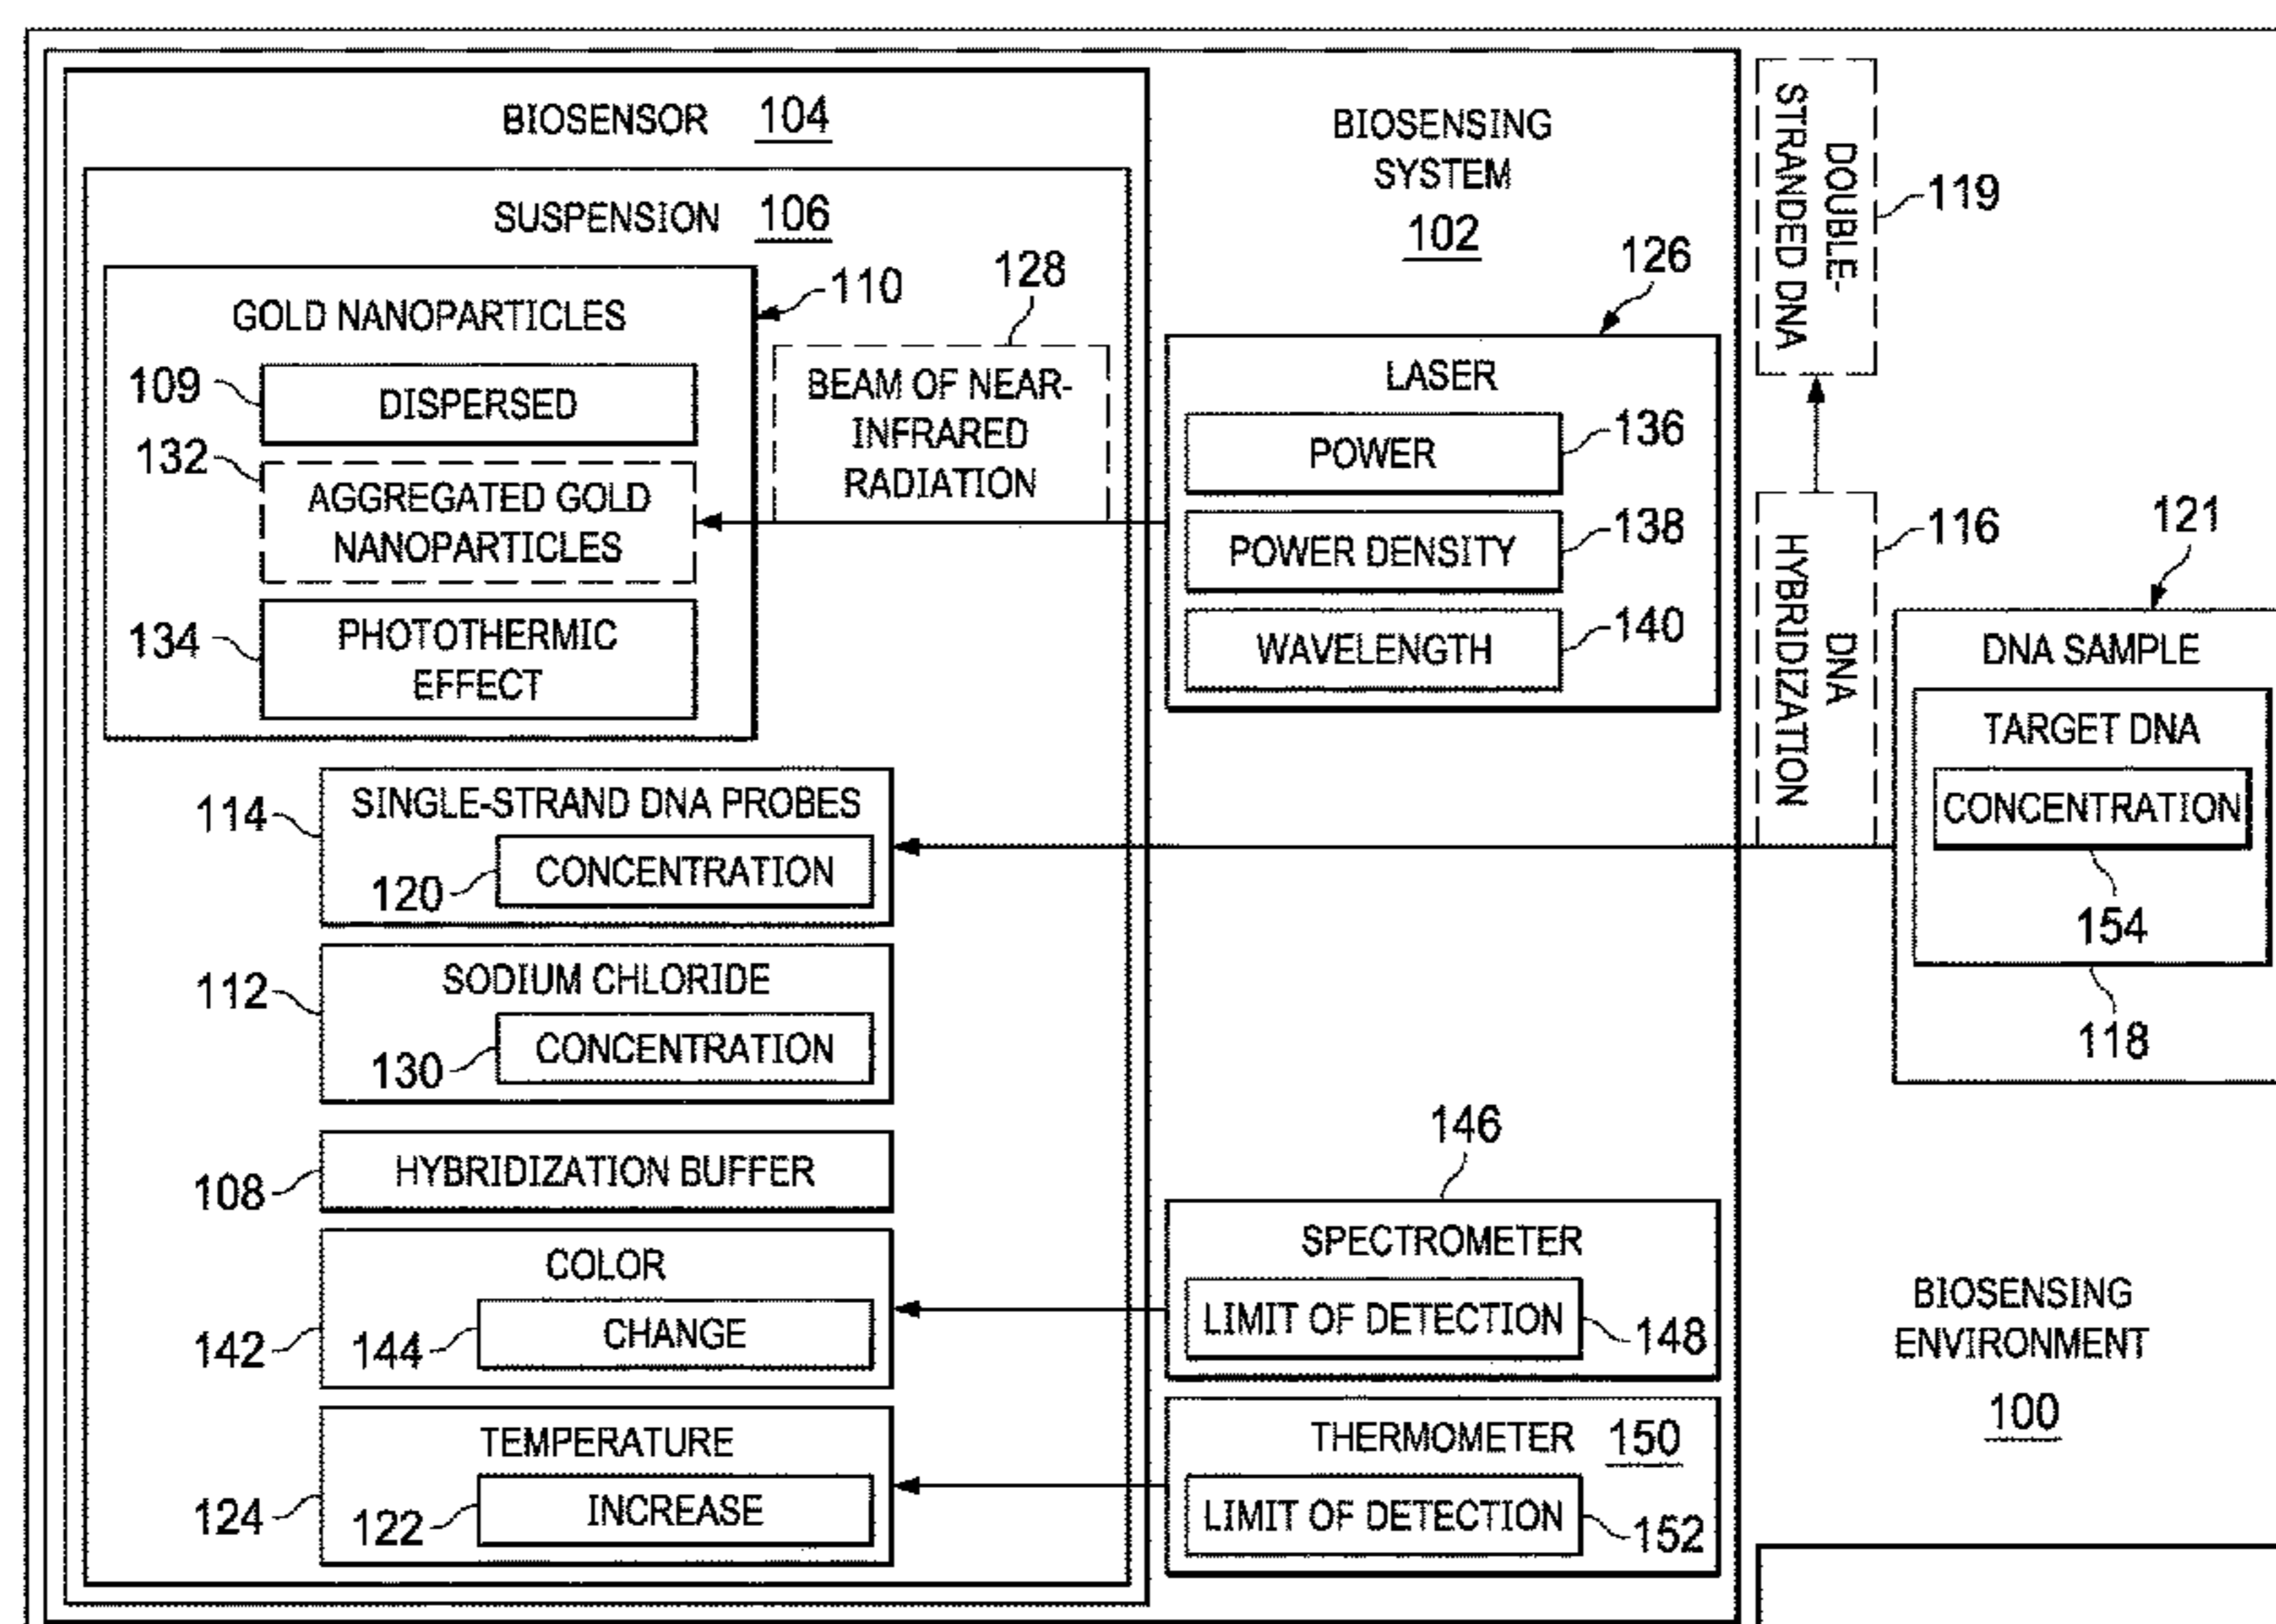 BIOSENSOR 104
SUSPENSION 106
GOLD NANOPARTICLES
110
109
DISPERSED
132
AGGREGATED GOLD
NANOPARTICLES
134
PHOTOTHERMIC
EFFECT
128
BEAM OF NEAR-
INFRARED
RADIATION
114
SINGLE-STRAND DNA PROBES
120
CONCENTRATION
112
SODIUM CHLORIDE
130
CONCENTRATION
108
HYBRIDIZATION BUFFER
142
COLOR
144
CHANGE
124
TEMPERATURE
122
INCREASE
BIOSENSING
SYSTEM
102
126
LASER
POWER
136
POWER DENSITY
138
WAVELENGTH
140
146
SPECTROMETER
LIMIT OF DETECTION
148
THERMOMETER 150
LIMIT OF DETECTION
152
DOUBLE-
STRANDED DNA
119
DNA
HYBRIDIZATION
116
121
DNA SAMPLE
TARGET DNA
CONCENTRATION
154
118
BIOSENSING
ENVIRONMENT
100